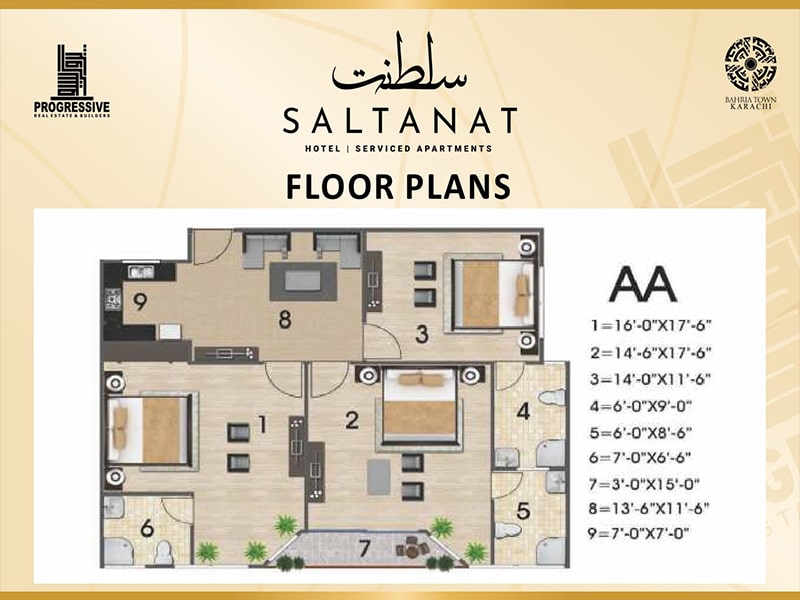 سلطنت
PROGRESSIVE
REAL ESTATE & BUILDERS
SALTANAT
BAHRIA TOWN
KARACHI
HOTEL | SERVICED APARTMENTS
FLOOR PLANS
AA
1=16'-0"X17'-6"
2=14'-6"X17'-6"
3=14'-0"X11'-6"
4=6'-0"X9'-0"
5=6'-0"X8'-6"
6=7'-0"X6'-6"
7=3'-0"X15'-0"
8=13'-6"X11'-6"
9=7'-0"X7'-0"
9
8
3
1
2
4
5
6
7